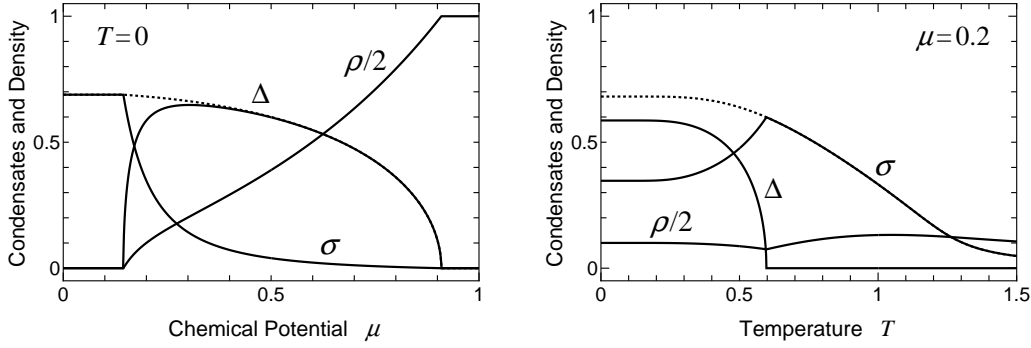 T=0
ρ/2
Δ
σ
Condensates and Density
1
0.5
0
0
0.5
1
Chemical Potential μ
μ=0.2
σ
Δ
ρ/2
Condensates and Density
1
0.5
0
0
0.5
1
1.5
Temperature T